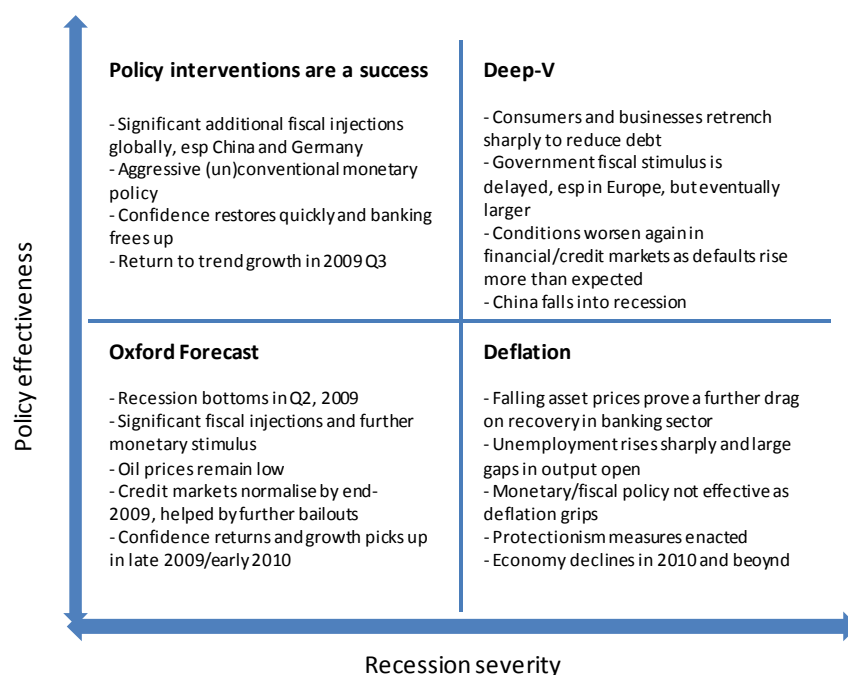 Policy effectiveness
Policy interventions are a success
- Significant additional fiscal injections
globally, esp China and Germany
- Aggressive (un)conventional monetary
policy
- Confidence restores quickly and banking
frees up
- Return to trend growth in 2009 Q3
Deep-V
- Consumers and businesses retrench
sharply to reduce debt
- Government fiscal stimulus is
delayed, esp in Europe, but eventually
larger
- Conditions worsen again in
financial/credit markets as defaults rise
more than expected
- China falls into recession
Oxford Forecast
- Recession bottoms in Q2, 2009
- Significant fiscal injections and further
monetary stimulus
- Oil prices remain low
- Credit markets normalise by end-
2009, helped by further bailouts
- Confidence returns and growth picks up
in late 2009/early 2010
Deflation
- Falling asset prices prove a further drag
on recovery in banking sector
- Unemployment rises sharply and large
gaps in output open
- Monetary/fiscal policy not effective as
deflation grips
- Protectionism measures enacted
- Economy declines in 2010 and beoynd
Recession severity